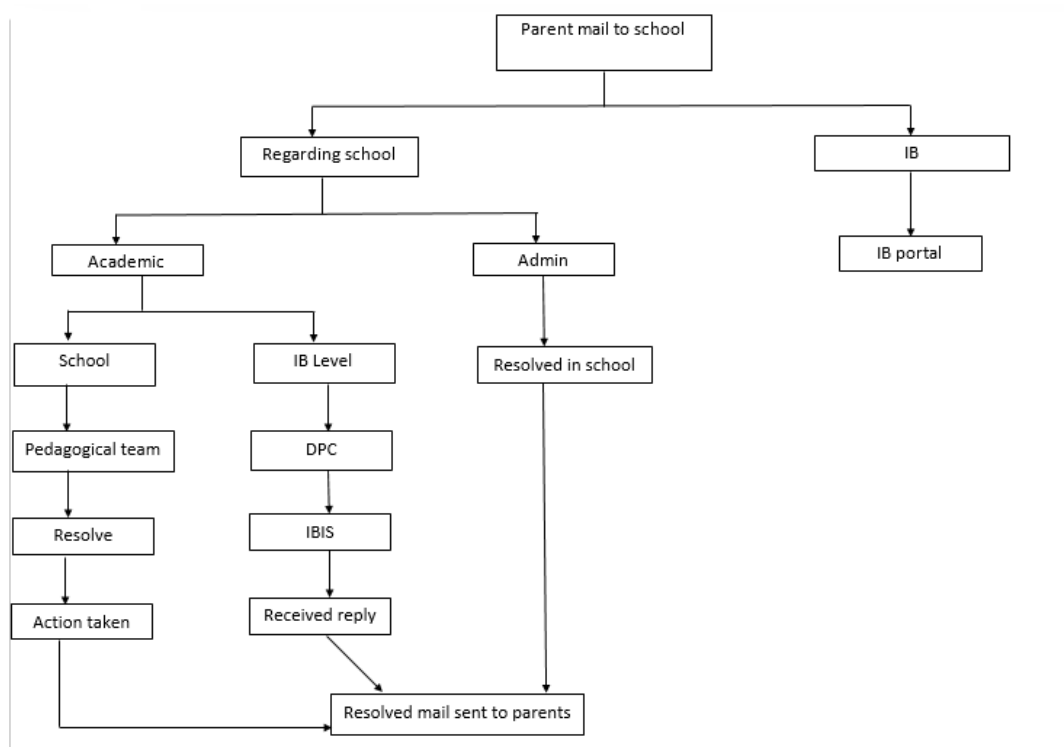 Parent mail to school
Regarding school
IB
Academic
Admin
IB portal
School
IB Level
Resolved in school
Pedagogical team
DPC
Resolve
IBIS
Action taken
Received reply
Resolved mail sent to parents